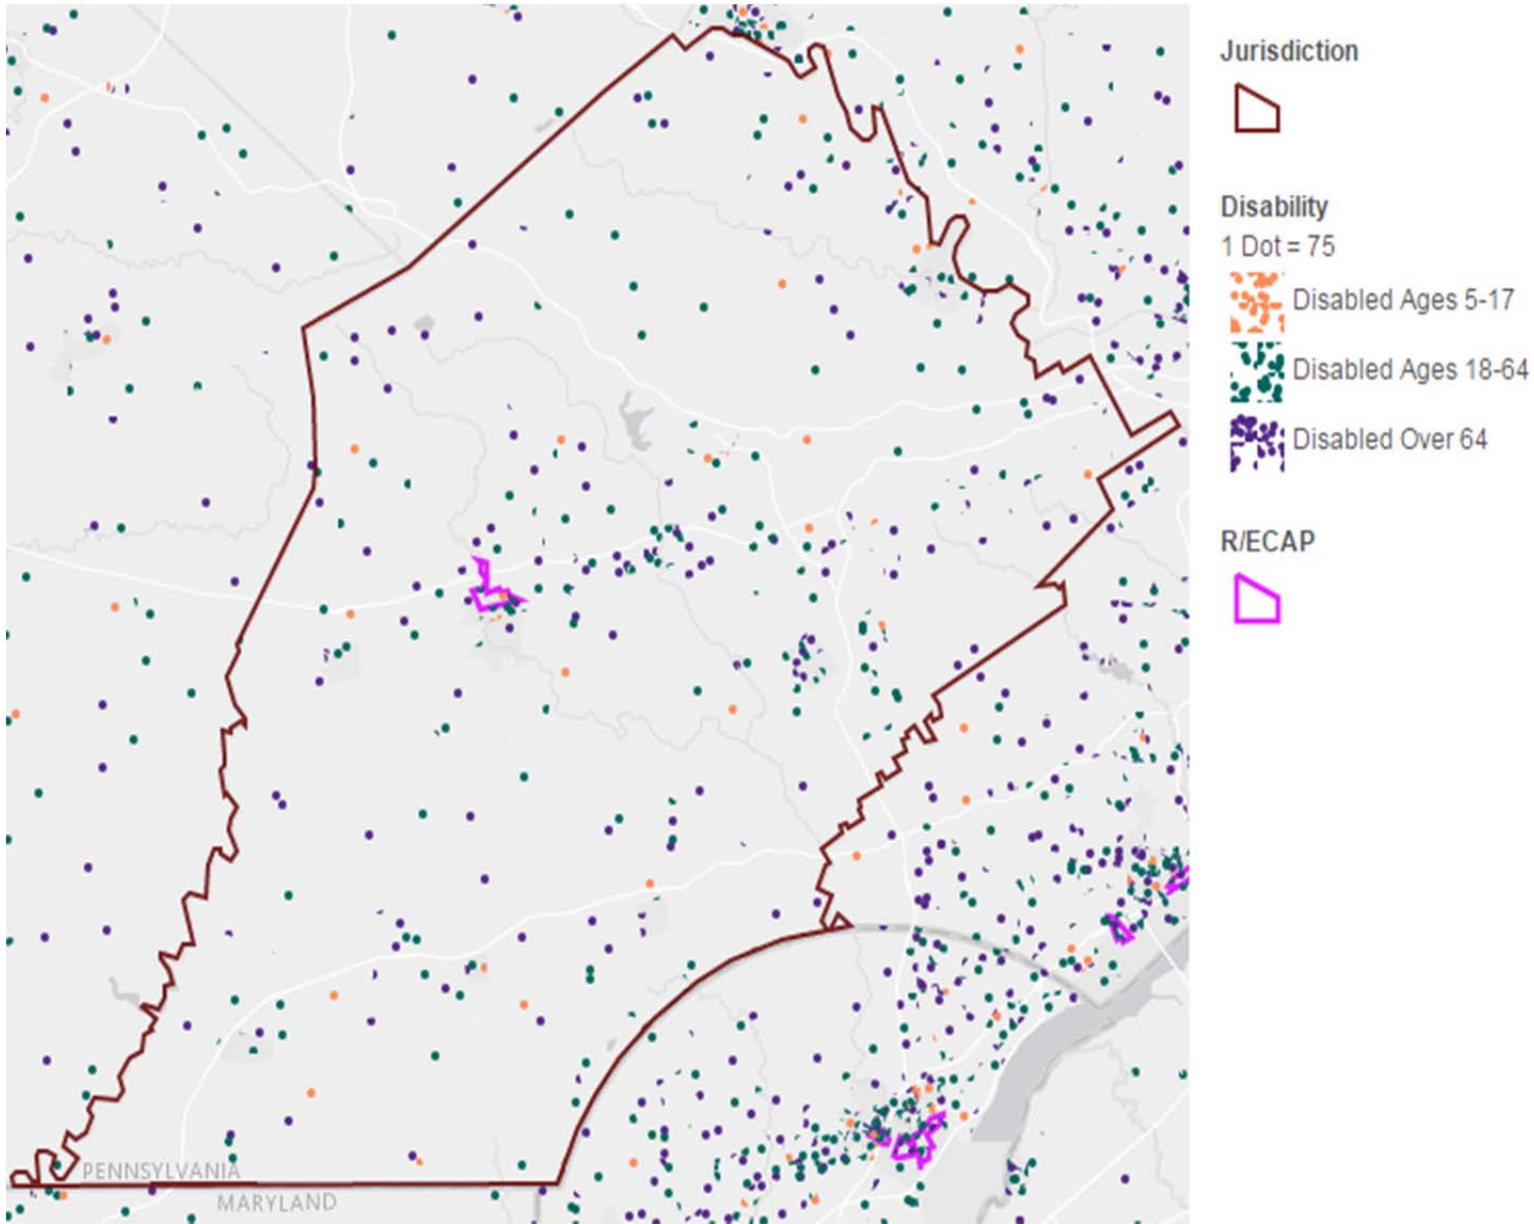 Jurisdiction
Disability
1 Dot = 75
Disabled Ages 5-17
Disabled Ages 18-64
Disabled Over 64
R/ECAP
PENNSYLVANIA
MARYLAND